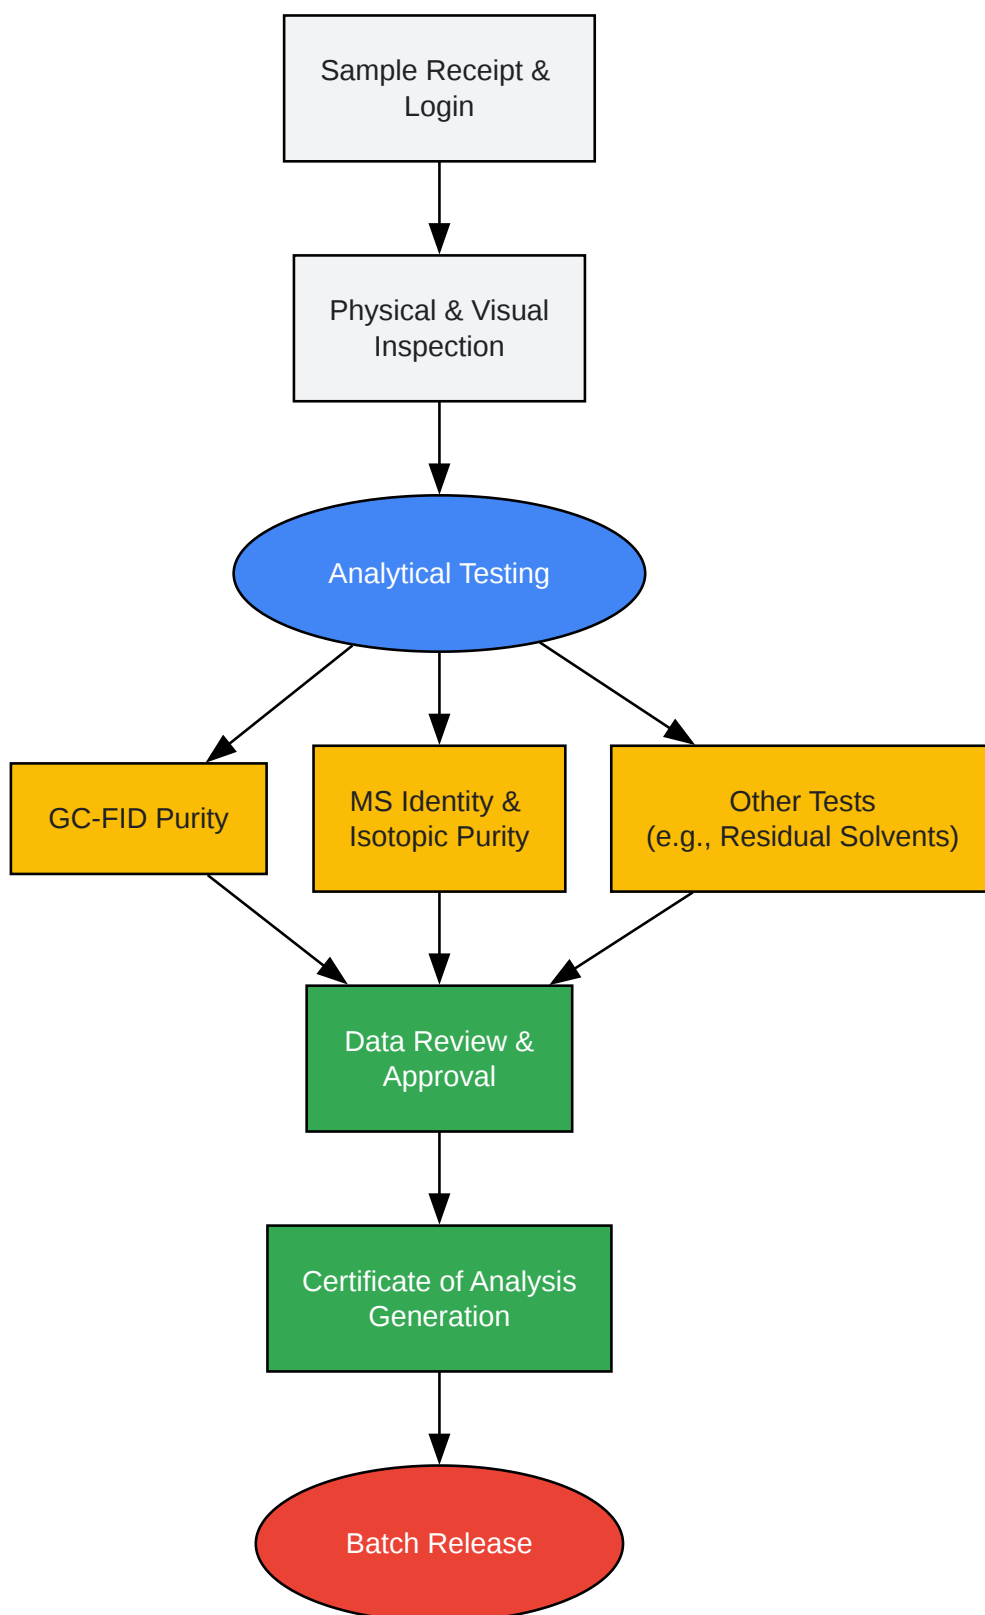 Sample Receipt &
Login
Physical & Visual
Inspection
Analytical Testing
GC-FID Purity
MS Identity &
Isotopic Purity
Other Tests
(e.g., Residual Solvents)
Data Review &
Approval
Certificate of Analysis
Generation
Batch Release